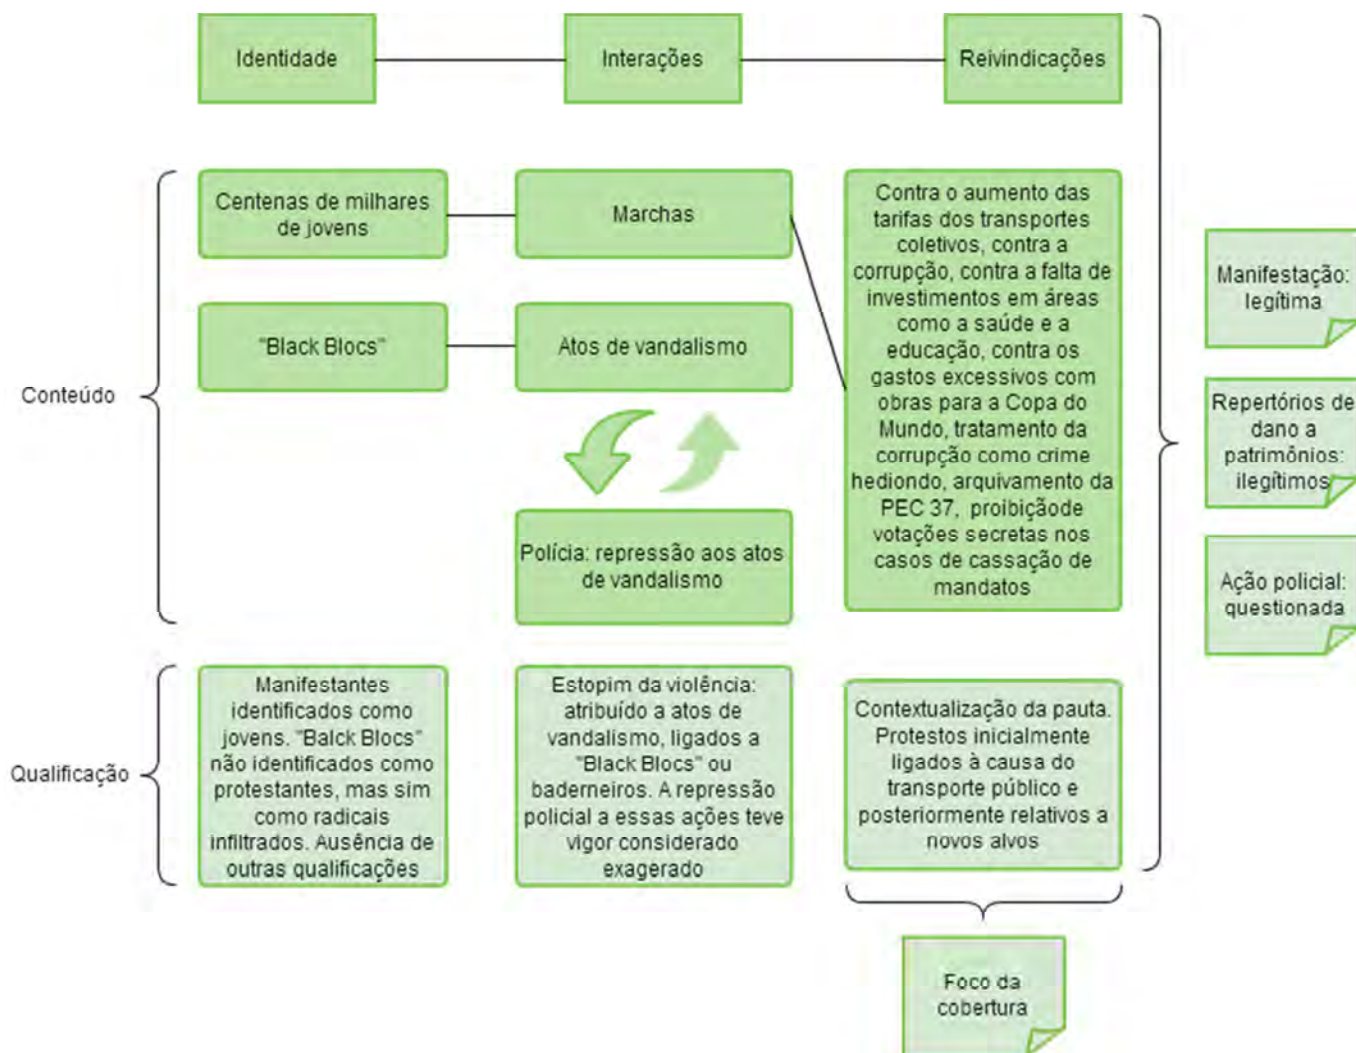 Identidade
Interações
Reivindicações
Conteúdo
Centenas de milhares
de jovens
Marchas
"Black Blocs"
Atos de vandalismo
Polícia: repressão aos atos
de vandalismo
Contra o aumento das
tarifas dos transportes
coletivos, contra a
corrupção, contra a falta de
investimentos em áreas
como a saúde e a
educação, contra os
gastos excessivos com
obras para a Copa do
Mundo, tratamento da
corrupção como crime
hediondo, arquivamento da
PEC 37, proibiçãode
votações secretas nos
casos de cassação de
mandatos
Manifestação:
legítima
Repertórios de
dano a
patrimônios:
ilegítimos
Ação policial:
questionada
Qualificação
Manifestantes
identificados como
jovens. "Balck Blocs"
não identificados como
protestantes, mas sim
como radicais
infiltrados. Ausência de
outras qualificações
Estopim da violência:
atribuído a atos de
vandalismo, ligados a
"Black Blocs" ou
baderneiros. A repressão
policial a essas ações teve
vigor considerado
exagerado
Contextualização da pauta.
Protestos inicialmente
ligados à causa do
transporte público e
posteriormente relativos a
novos alvos
Foco da
cobertura